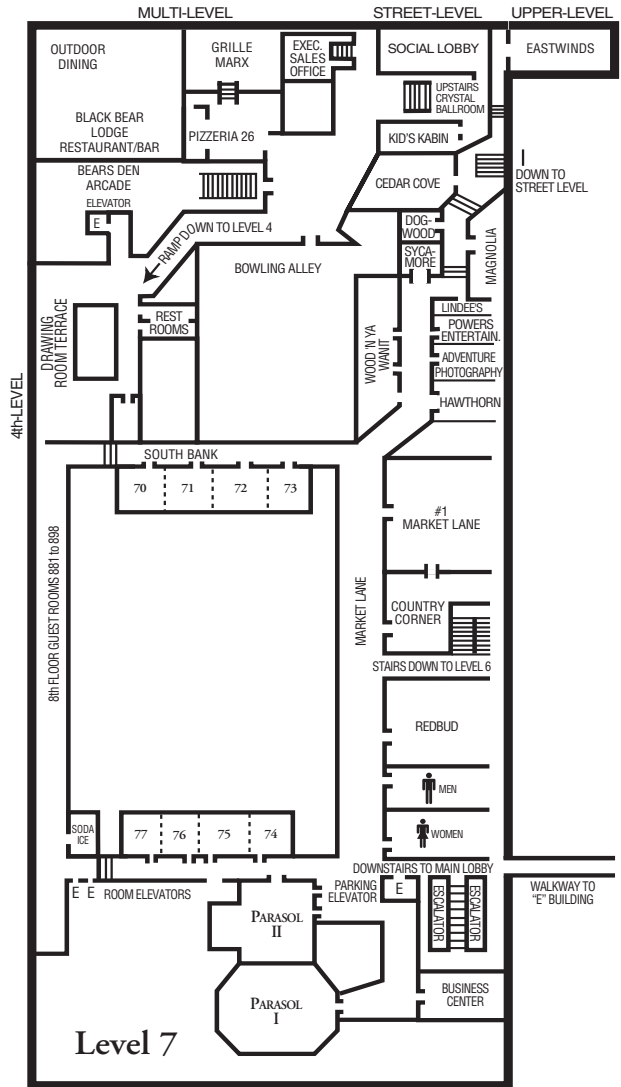 MULTI-LEVEL
STREET-LEVEL
UPPER-LEVEL
OUTDOOR
DINING
GRILLE
MARX
EXEC.
SALES
OFFICE
SOCIAL LOBBY
EASTWINDS
UPSTAIRS
CRYSTAL
BALLROOM
BLACK BEAR
LODGE
RESTAURANT/BAR
PIZZERIA 26
KID'S KABIN
BEARS DEN
ARCADE
CEDAR COVE
DOWN TO
STREET LEVEL
ELEVATOR
E
RAMP DOWN TO LEVEL 4
DOG-
WOOD
SYCA-
MORE
MAGNOLIA
BOWLING ALLEY
LINDEE'S
POWERS
ENTERTAIN.
ADVENTURE
PHOTOGRAPHY
HAWTHORN
REST
ROOMS
DRAWING
ROOM TERRACE
WOOD 'N YA
WANIT
4th-LEVEL
SOUTH BANK
70
71
72
73
#1
MARKET LANE
8th FLOOR GUEST ROOMS 881 to 898
MARKET LANE
COUNTRY
CORNER
STAIRS DOWN TO LEVEL 6
REDBUD
MEN
WOMEN
SODA
ICE
77
76
75
74
DOWNSTAIRS TO MAIN LOBBY
E E ROOM ELEVATORS
PARKING
ELEVATOR
E
ESCALATOR
ESCALATOR
WALKWAY TO
"E" BUILDING
PARASOL
II
PARASOL
I
BUSINESS
CENTER
Level 7